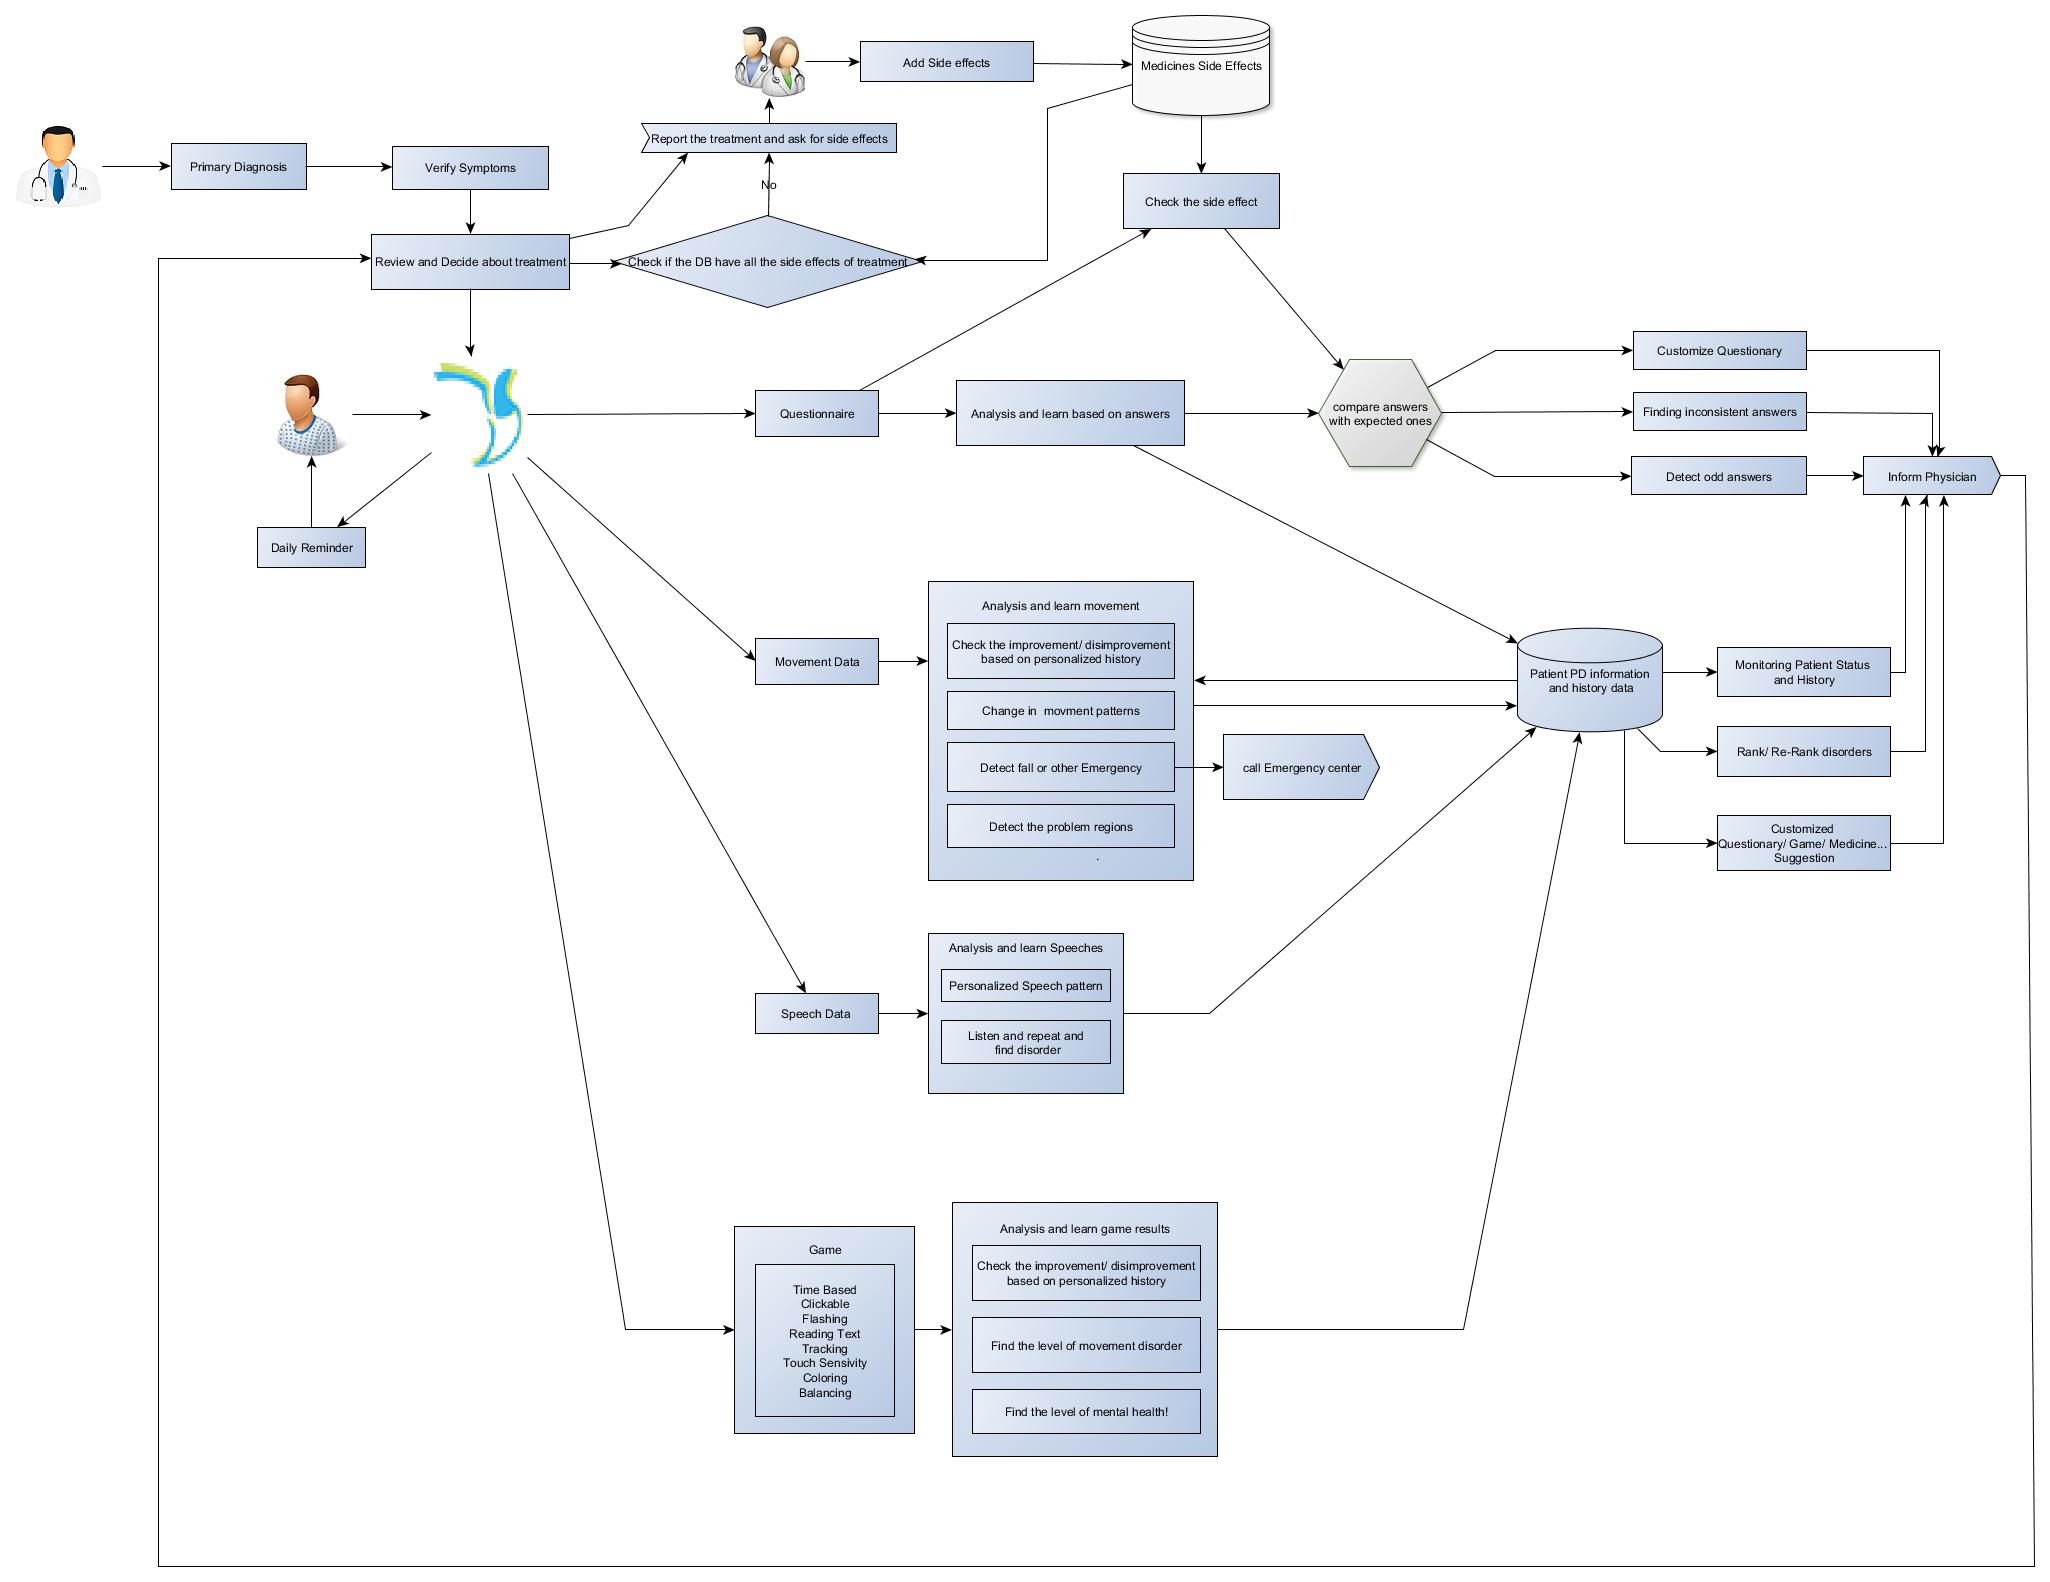 Add Side effects
Medicines Side Effects
Report the treatment and ask for side effects
Primary Diagnosis
Verify Symptoms
No
Check the side effect
Review and Decide about treatment
Check if the DB have all the side effects of treatment
Customize Questionary
Questionnaire
Analysis and learn based on answers
compare answers
with expected ones
Finding inconsistent answers
Detect odd answers
Inform Physician
Daily Reminder
Analysis and learn movement
Check the improvement/ disimprovement
based on personalized history
Movement Data
Change in  movment patterns
Detect fall or other Emergency
call Emergency center
Detect the problem regions
.
Patient PD information
and history data
Monitoring Patient Status
and History
Rank/ Re-Rank disorders
Customized
Questionary/ Game/ Medicine...
Suggestion
Analysis and learn Speeches
Personalized Speech pattern
Speech Data
Listen and repeat and
find disorder
Game
Time Based
Clickable
Flashing
Reading Text
Tracking
Touch Sensivity
Coloring
Balancing
Analysis and learn game results
Check the improvement/ disimprovement
based on personalized history
Find the level of movement disorder
Find the level of mental health!